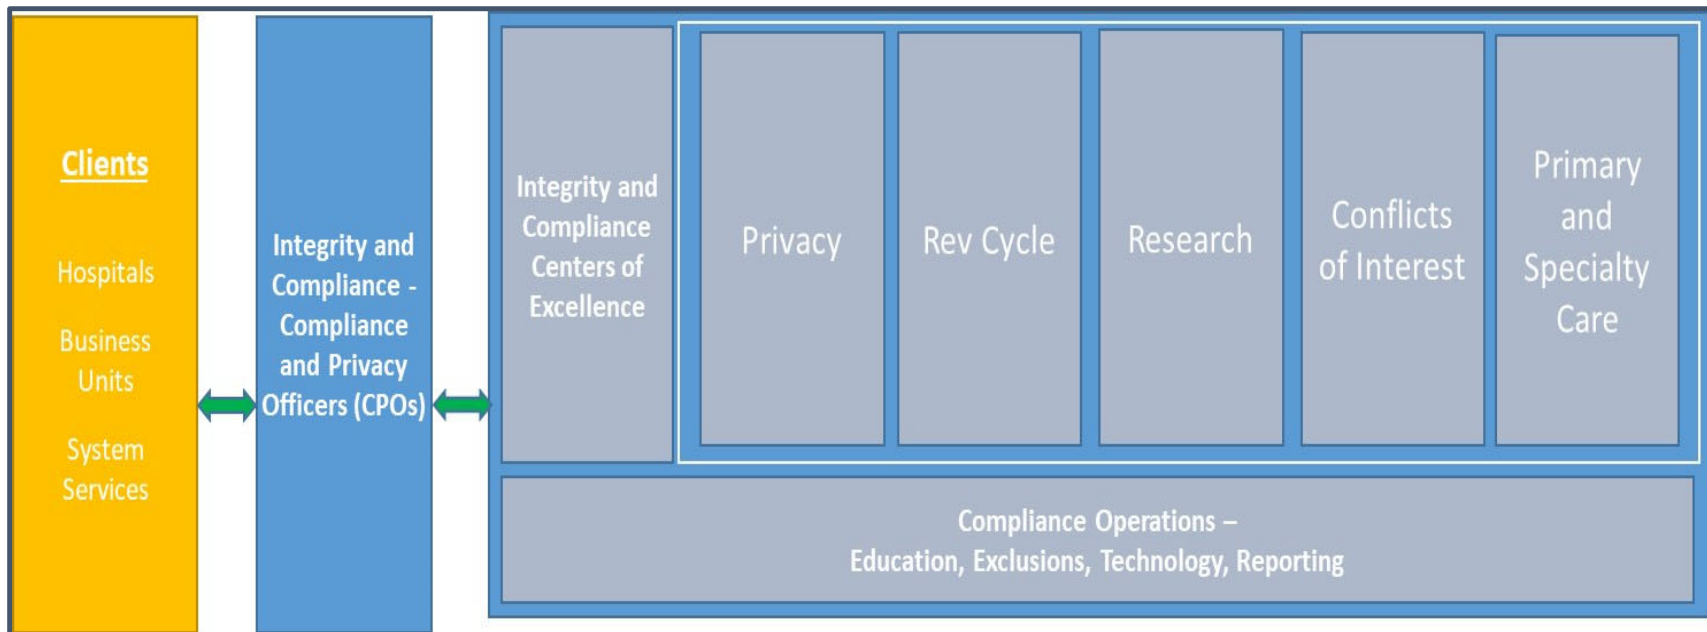 Clients
Hospitals
Business
Units
System
Services
Integrity and
Compliance -
Compliance
and Privacy
Officers (CPOs)
Integrity and
Compliance
Centers of
Excellence
Privacy
Rev Cycle
Research
Conflicts
of Interest
Primary
and
Specialty
Care
Compliance Operations –
Education, Exclusions, Technology, Reporting